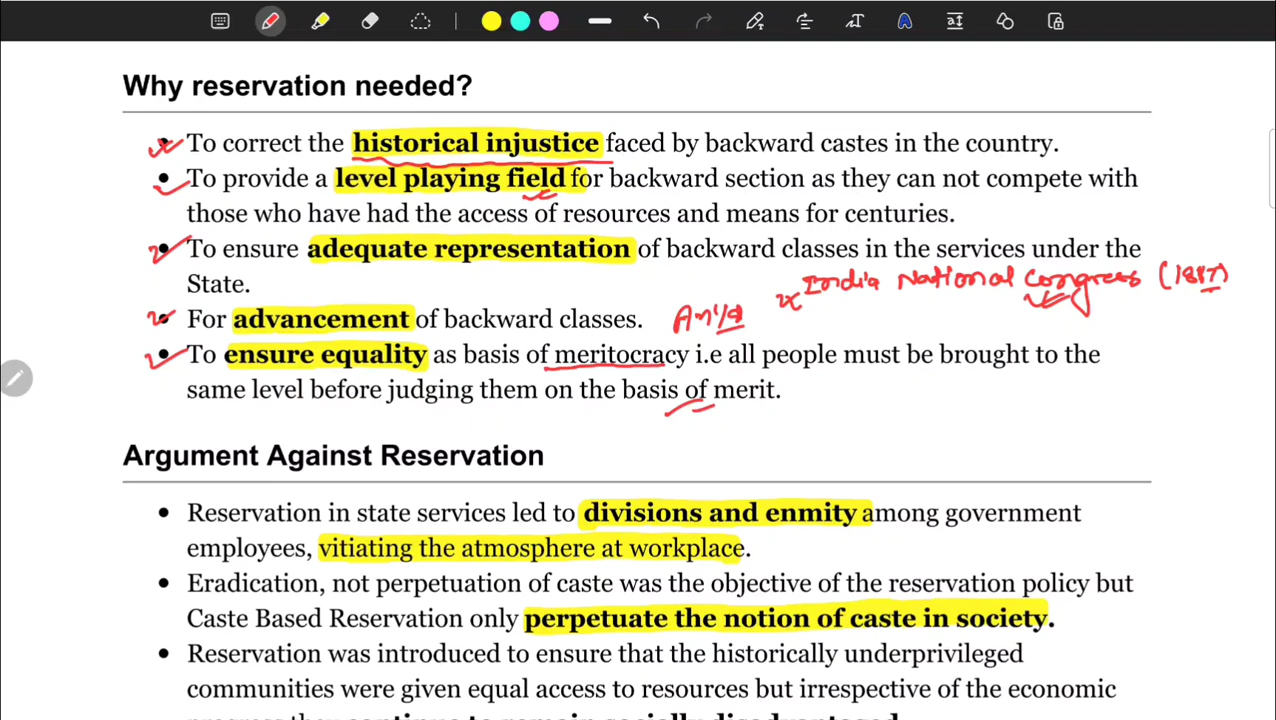 Why reservation needed?
• To correct the historical injustice faced by backward castes in the country.
• To provide a level playing field for backward section as they can not compete with
those who have had the access of resources and means for centuries.
• To ensure adequate representation of backward classes in the services under the
State.
India National Congress
• For advancement of backward classes.
• To ensure equality as basis of meritocracy i.e all people must be brought to the
same level before judging them on the basis of merit.
Argument Against Reservation
• Reservation in state services led to divisions and enmity among government
employees, vitiating the atmosphere at workplace.
• Eradication, not perpetuation of caste was the objective of the reservation policy but
Caste Based Reservation only perpetuate the notion of caste in society.
• Reservation was introduced to ensure that the historically underprivileged
communities were given equal access to resources but irrespective of the economic
progress they continue to remain socially disadvantaged